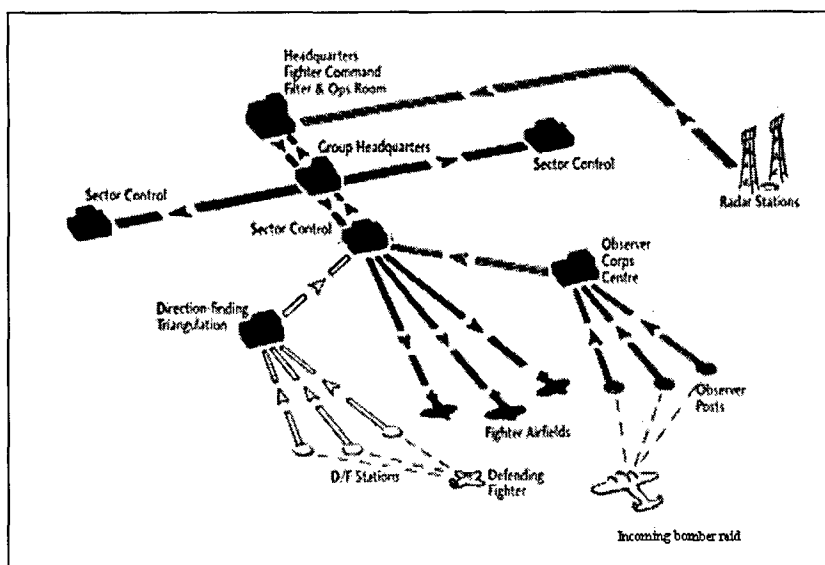 Headquarters
Fighter Command
Filter & Ops Room
Group Headquarters
Sector Control
Radar Stations
Sector Control
Sector Control
Observer
Corps
Centre
Direction-finding
Triangulation
Observer
Posts
Fighter Airfields
D/F Stations
Defending
Fighter
Incoming bomber raid